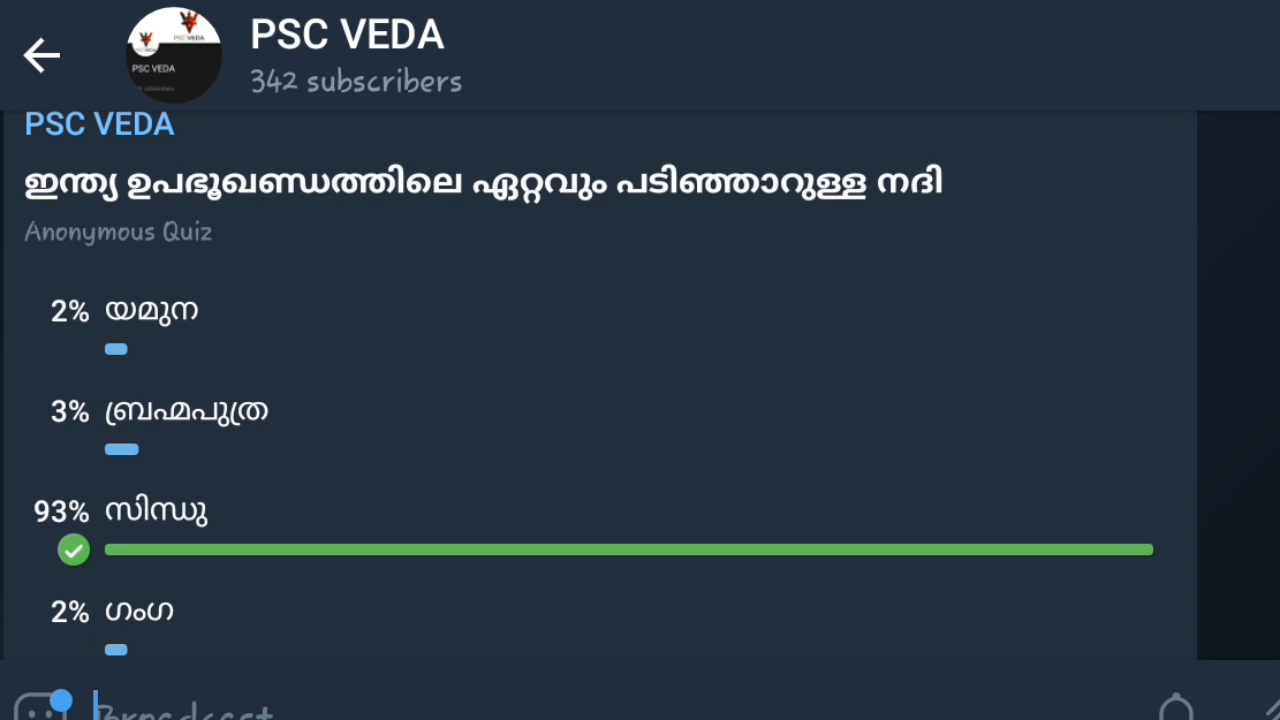 PSC VEDA
342 subscribers
PSC VEDA
ഇന്ത്യ ഉപഭൂഖണ്ഡത്തിലെ ഏറ്റവും പടിഞ്ഞാറുള്ള നദി
Anonymous Quiz
2% യമുന
3% ബ്രഹ്മപുത്ര
93% സിന്ധു
2% ഗംഗ
Broadcast